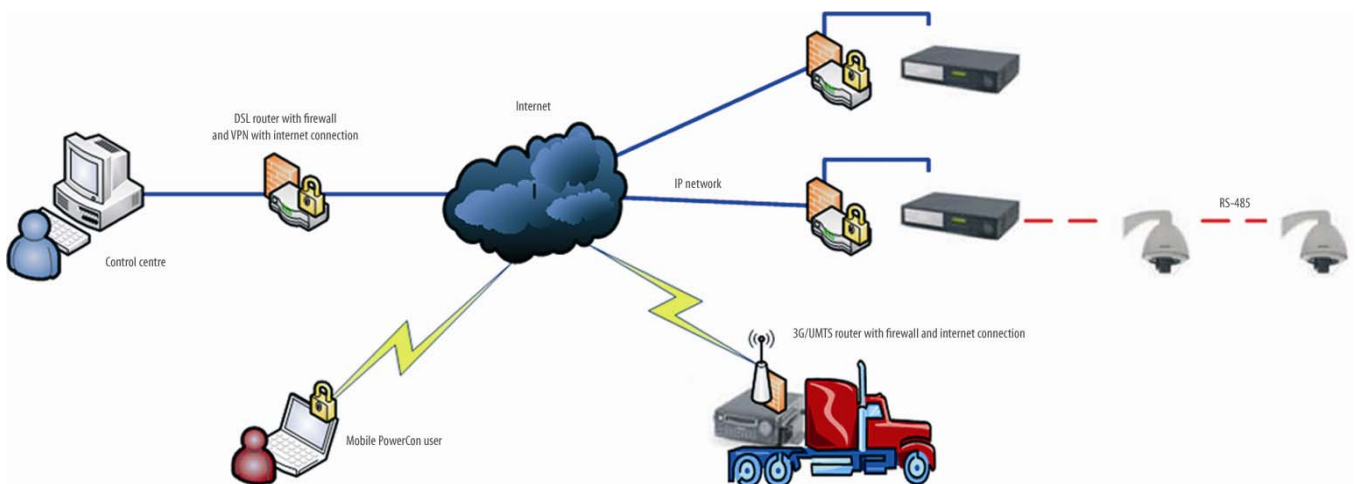 Internet
DSL router with firewall
and VPN with internet connection
IP network
RS-485
Control centre
3G/UMTS router with firewall and internet connection
Mobile PowerCon user